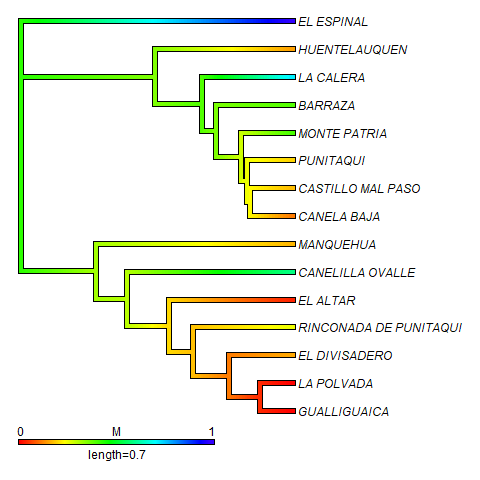 EL ESPINAL
HUENTELAUQUEN
LA CALERA
BARRAZA
MONTE PATRIA
PUNITAQUI
CASTILLO MAL PASO
CANELA BAJA
MANQUEHUA
CANELILLA OVALLE
EL ALTAR
RINCONADA DE PUNITAQUI
EL DIVISADERO
LA POLVADA
GUALLIGUAICA
0 M 1
length=0.7